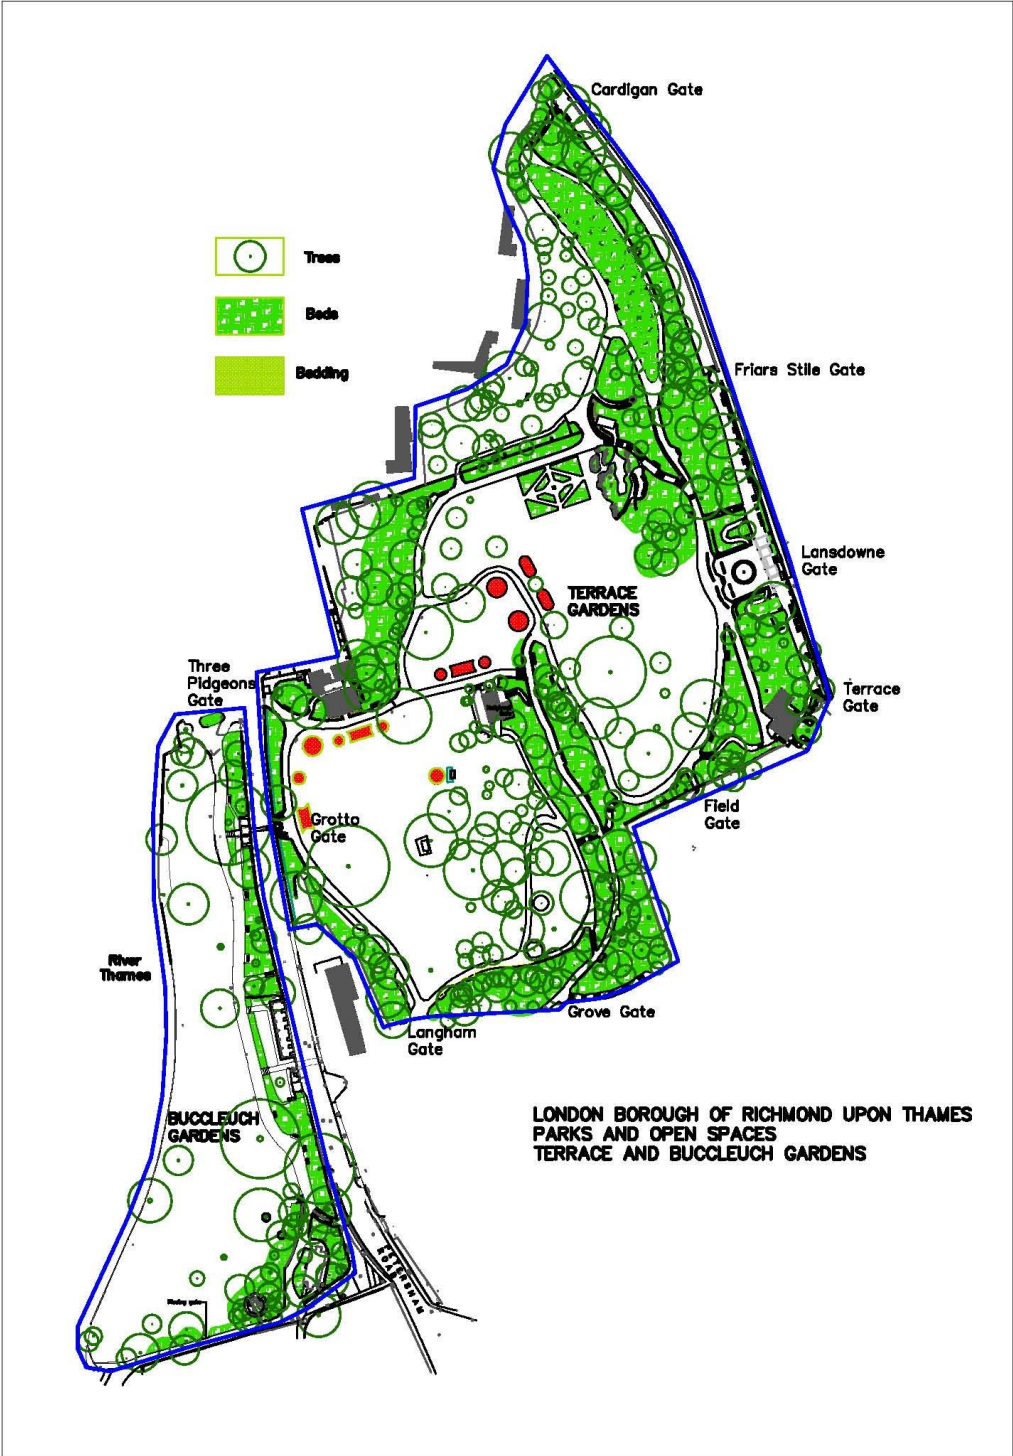 Cardigan Gate
Trees
Beds
Bedding
Friars Stile Gate
Lansdowne
Gate
TERRACE
GARDENS
Three
Pidgeons
Gate
Terrace
Gate
Grotto
Gate
Field
Gate
River
Thames
Grove Gate
Langham
Gate
BUCCLEUCH
GARDENS
LONDON BOROUGH OF RICHMOND UPON THAMES
PARKS AND OPEN SPACES
TERRACE AND BUCCLEUCH GARDENS
PETERSHAM
ROAD